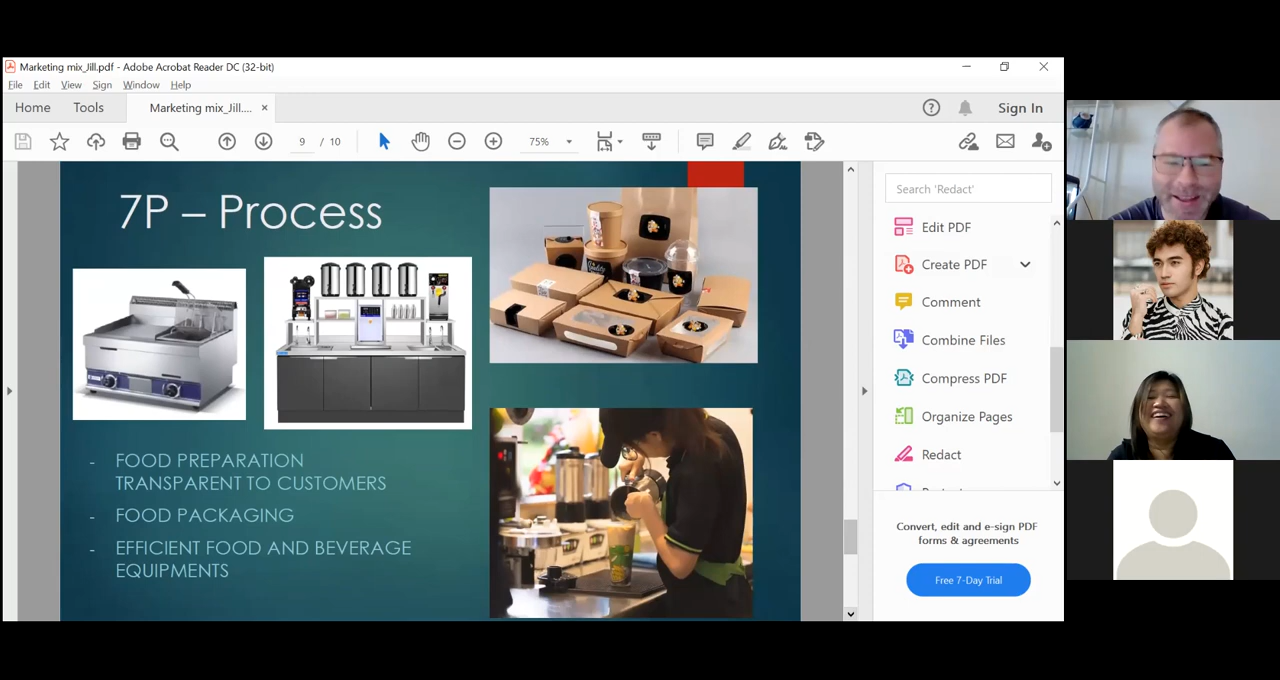 Marketing mix_Jill.pdf - Adobe Acrobat Reader DC (32-bit)
File Edit View Sign Window Help
Home Tools Marketing mix_Jill.... × Sign In
9 / 10 75%
7P – Process
- FOOD PREPARATION
TRANSPARENT TO CUSTOMERS
- FOOD PACKAGING
- EFFICIENT FOOD AND BEVERAGE
EQUIPMENTS
Search 'Redact'
Edit PDF
Create PDF
Comment
Combine Files
Compress PDF
Organize Pages
Redact
Convert, edit and e-sign PDF
forms & agreements
Free 7-Day Trial